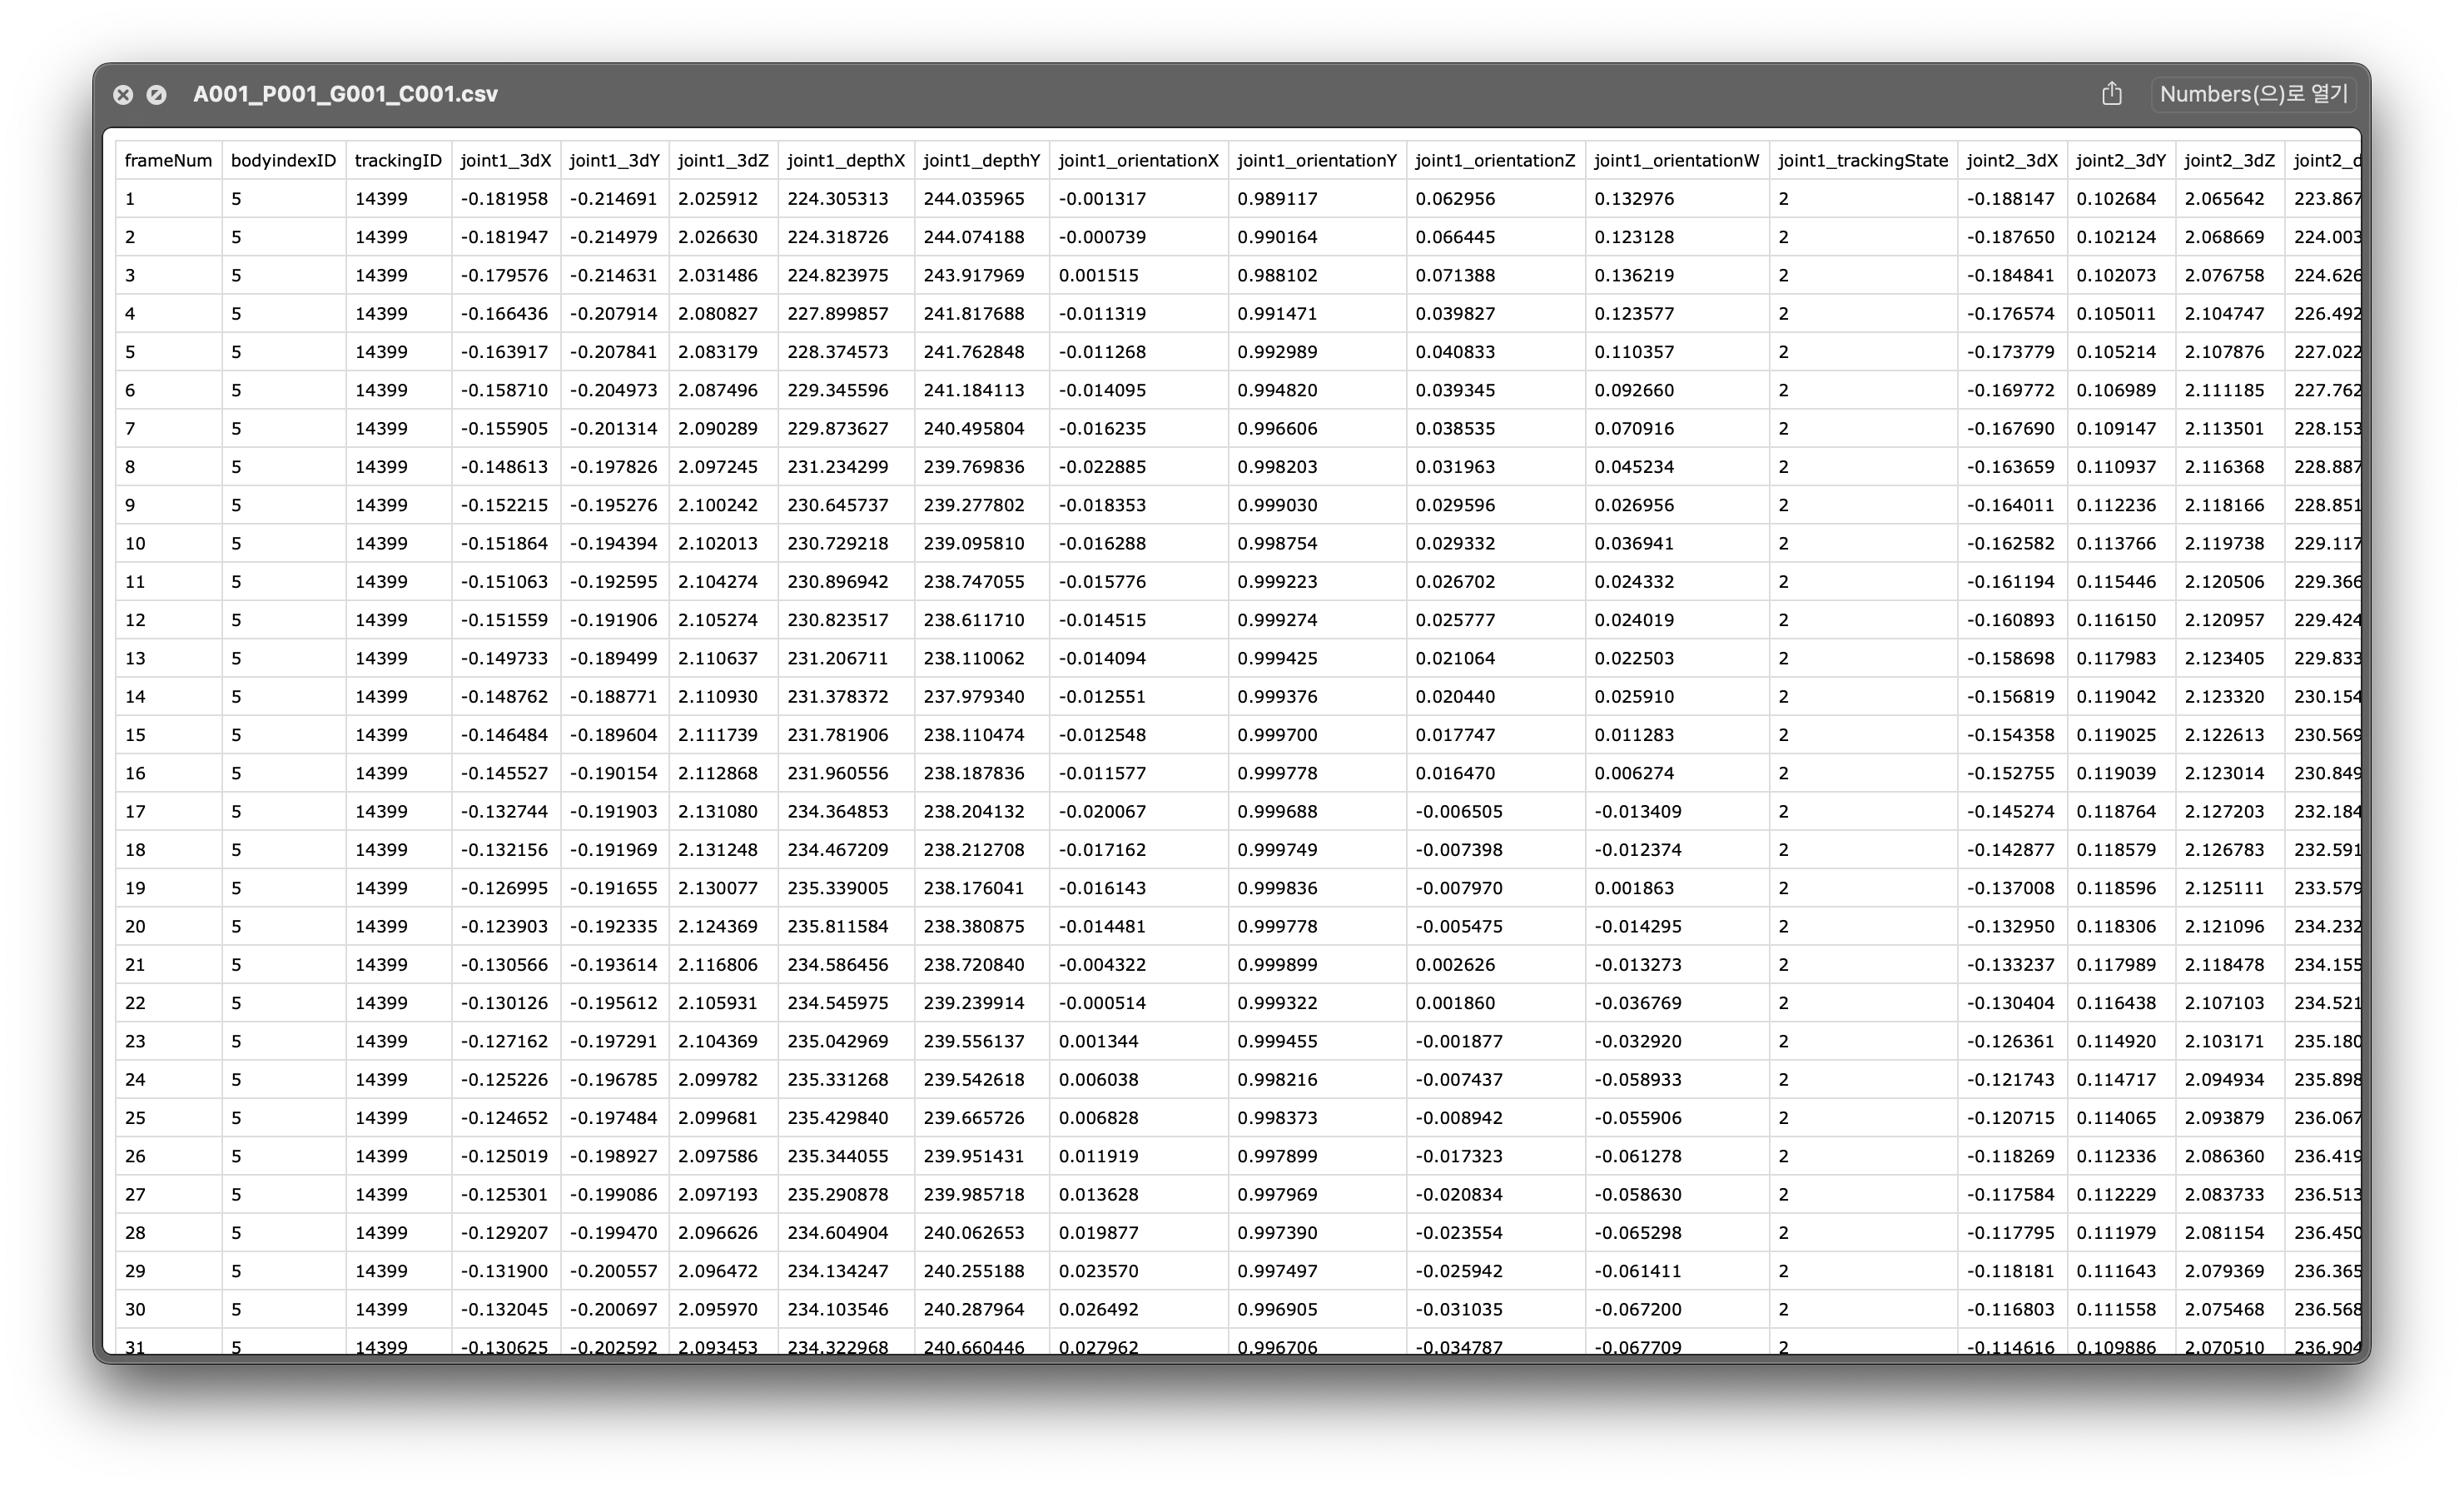 A001_P001_G001_C001.csv Numbers(으)로 열기
frameNum bodyindexID trackingID joint1_3dX joint1_3dY joint1_3dZ joint1_depthX joint1_depthY joint1_orientationX joint1_orientationY joint1_orientationZ joint1_orientationW joint1_trackingState joint2_3dX joint2_3dY joint2_3dZ joint2_d
1 5 14399 -0.181958 -0.214691 2.025912 224.305313 244.035965 -0.001317 0.989117 0.062956 0.132976 2 -0.188147 0.102684 2.065642 223.867
2 5 14399 -0.181947 -0.214979 2.026630 224.318726 244.074188 -0.000739 0.990164 0.066445 0.123128 2 -0.187650 0.102124 2.068669 224.003
3 5 14399 -0.179576 -0.214631 2.031486 224.823975 243.917969 0.001515 0.988102 0.071388 0.136219 2 -0.184841 0.102073 2.076758 224.626
4 5 14399 -0.166436 -0.207914 2.080827 227.899857 241.817688 -0.011319 0.991471 0.039827 0.123577 2 -0.176574 0.105011 2.104747 226.492
5 5 14399 -0.163917 -0.207841 2.083179 228.374573 241.762848 -0.011268 0.992989 0.040833 0.110357 2 -0.173779 0.105214 2.107876 227.022
6 5 14399 -0.158710 -0.204973 2.087496 229.345596 241.184113 -0.014095 0.994820 0.039345 0.092660 2 -0.169772 0.106989 2.111185 227.762
7 5 14399 -0.155905 -0.201314 2.090289 229.873627 240.495804 -0.016235 0.996606 0.038535 0.070916 2 -0.167690 0.109147 2.113501 228.153
8 5 14399 -0.148613 -0.197826 2.097245 231.234299 239.769836 -0.022885 0.998203 0.031963 0.045234 2 -0.163659 0.110937 2.116368 228.887
9 5 14399 -0.152215 -0.195276 2.100242 230.645737 239.277802 -0.018353 0.999030 0.029596 0.026956 2 -0.164011 0.112236 2.118166 228.851
10 5 14399 -0.151864 -0.194394 2.102013 230.729218 239.095810 -0.016288 0.998754 0.029332 0.036941 2 -0.162582 0.113766 2.119738 229.117
11 5 14399 -0.151063 -0.192595 2.104274 230.896942 238.747055 -0.015776 0.999223 0.026702 0.024332 2 -0.161194 0.115446 2.120506 229.366
12 5 14399 -0.151559 -0.191906 2.105274 230.823517 238.611710 -0.014515 0.999274 0.025777 0.024019 2 -0.160893 0.116150 2.120957 229.424
13 5 14399 -0.149733 -0.189499 2.110637 231.206711 238.110062 -0.014094 0.999425 0.021064 0.022503 2 -0.158698 0.117983 2.123405 229.833
14 5 14399 -0.148762 -0.188771 2.110930 231.378372 237.979340 -0.012551 0.999376 0.020440 0.025910 2 -0.156819 0.119042 2.123320 230.154
15 5 14399 -0.146484 -0.189604 2.111739 231.781906 238.110474 -0.012548 0.999700 0.017747 0.011283 2 -0.154358 0.119025 2.122613 230.569
16 5 14399 -0.145527 -0.190154 2.112868 231.960556 238.187836 -0.011577 0.999778 0.016470 0.006274 2 -0.152755 0.119039 2.123014 230.849
17 5 14399 -0.132744 -0.191903 2.131080 234.364853 238.204132 -0.020067 0.999688 -0.006505 -0.013409 2 -0.145274 0.118764 2.127203 232.184
18 5 14399 -0.132156 -0.191969 2.131248 234.467209 238.212708 -0.017162 0.999749 -0.007398 -0.012374 2 -0.142877 0.118579 2.126783 232.591
19 5 14399 -0.126995 -0.191655 2.130077 235.339005 238.176041 -0.016143 0.999836 -0.007970 0.001863 2 -0.137008 0.118596 2.125111 233.579
20 5 14399 -0.123903 -0.192335 2.124369 235.811584 238.380875 -0.014481 0.999778 -0.005475 -0.014295 2 -0.132950 0.118306 2.121096 234.232
21 5 14399 -0.130566 -0.193614 2.116806 234.586456 238.720840 -0.004322 0.999899 0.002626 -0.013273 2 -0.133237 0.117989 2.118478 234.155
22 5 14399 -0.130126 -0.195612 2.105931 234.545975 239.239914 -0.000514 0.999322 0.001860 -0.036769 2 -0.130404 0.116438 2.107103 234.521
23 5 14399 -0.127162 -0.197291 2.104369 235.042969 239.556137 0.001344 0.999455 -0.001877 -0.032920 2 -0.126361 0.114920 2.103171 235.180
24 5 14399 -0.125226 -0.196785 2.099782 235.331268 239.542618 0.006038 0.998216 -0.007437 -0.058933 2 -0.121743 0.114717 2.094934 235.898
25 5 14399 -0.124652 -0.197484 2.099681 235.429840 239.665726 0.006828 0.998373 -0.008942 -0.055906 2 -0.120715 0.114065 2.093879 236.067
26 5 14399 -0.125019 -0.198927 2.097586 235.344055 239.951431 0.011919 0.997899 -0.017323 -0.061278 2 -0.118269 0.112336 2.086360 236.419
27 5 14399 -0.125301 -0.199086 2.097193 235.290878 239.985718 0.013628 0.997969 -0.020834 -0.058630 2 -0.117584 0.112229 2.083733 236.513
28 5 14399 -0.129207 -0.199470 2.096626 234.604904 240.062653 0.019877 0.997390 -0.023554 -0.065298 2 -0.117795 0.111979 2.081154 236.450
29 5 14399 -0.131900 -0.200557 2.096472 234.134247 240.255188 0.023570 0.997497 -0.025942 -0.061411 2 -0.118181 0.111643 2.079369 236.365
30 5 14399 -0.132045 -0.200697 2.095970 234.103546 240.287964 0.026492 0.996905 -0.031035 -0.067200 2 -0.116803 0.111558 2.075468 236.568
31 5 14399 -0.130625 -0.202592 2.093453 234.322968 240.660446 0.027962 0.996706 -0.034787 -0.067709 2 -0.114616 0.109886 2.070510 236.904